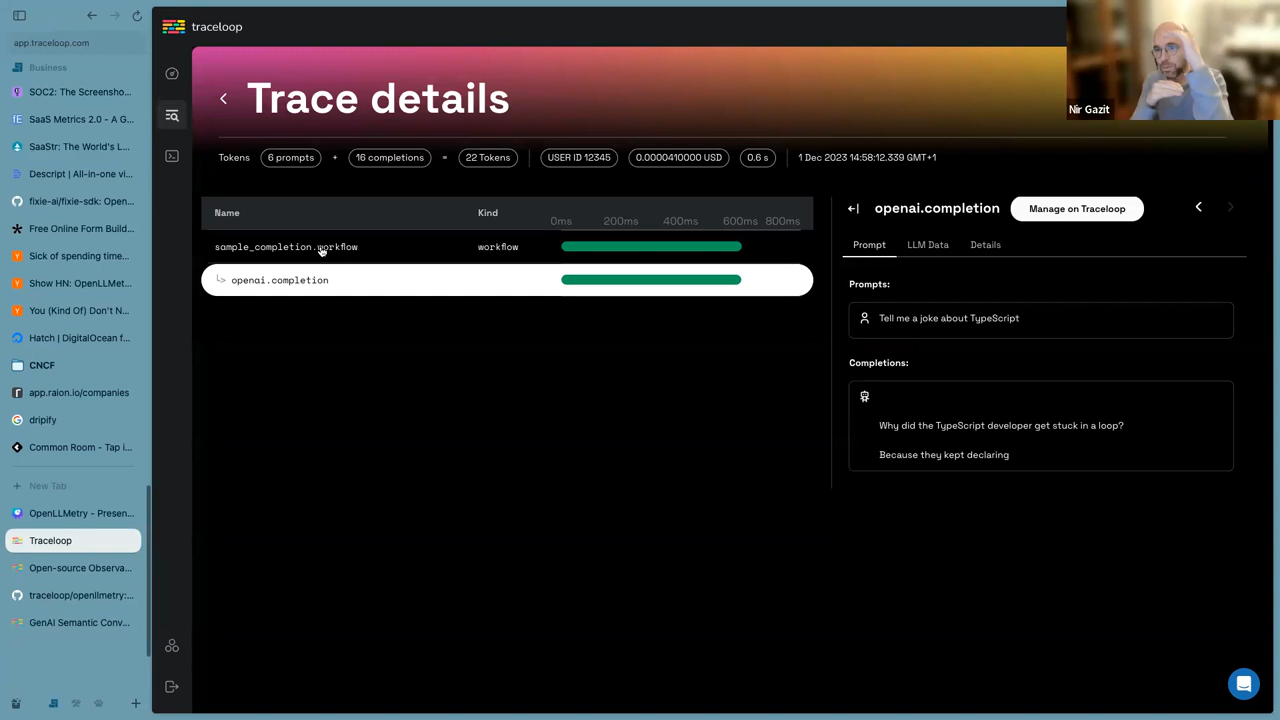 app.traceloop.com
Business
SOC2: The Screensho...
SaaS Metrics 2.0 - A G...
SaaStr: The World's L...
Descript | All-in-one vi...
fixie-ai/fixie-sdk: Open...
Free Online Form Build...
Sick of spending time...
Show HN: OpenLLMet...
You (Kind Of) Don't N...
Hatch | DigitalOcean f...
CNCF
app.raion.io/companies
dripify
Common Room - Tap i...
New Tab
OpenLLMetry - Presen...
Traceloop
Open-source Observa...
traceloop/openllmetry:...
GenAI Semantic Conv...
traceloop
Trace details
Tokens 6 prompts + 16 completions = 22 Tokens USER ID 12345 0.0000410000 USD 0.6 s 1 Dec 2023 14:58:12.339 GMT+1
Name Kind 0ms 200ms 400ms 600ms 800ms
sample_completion.workflow workflow
openai.completion
openai.completion Manage on Traceloop
Prompt LLM Data Details
Prompts:
Tell me a joke about TypeScript
Completions:
Why did the TypeScript developer get stuck in a loop?
Because they kept declaring
Nir Gazit